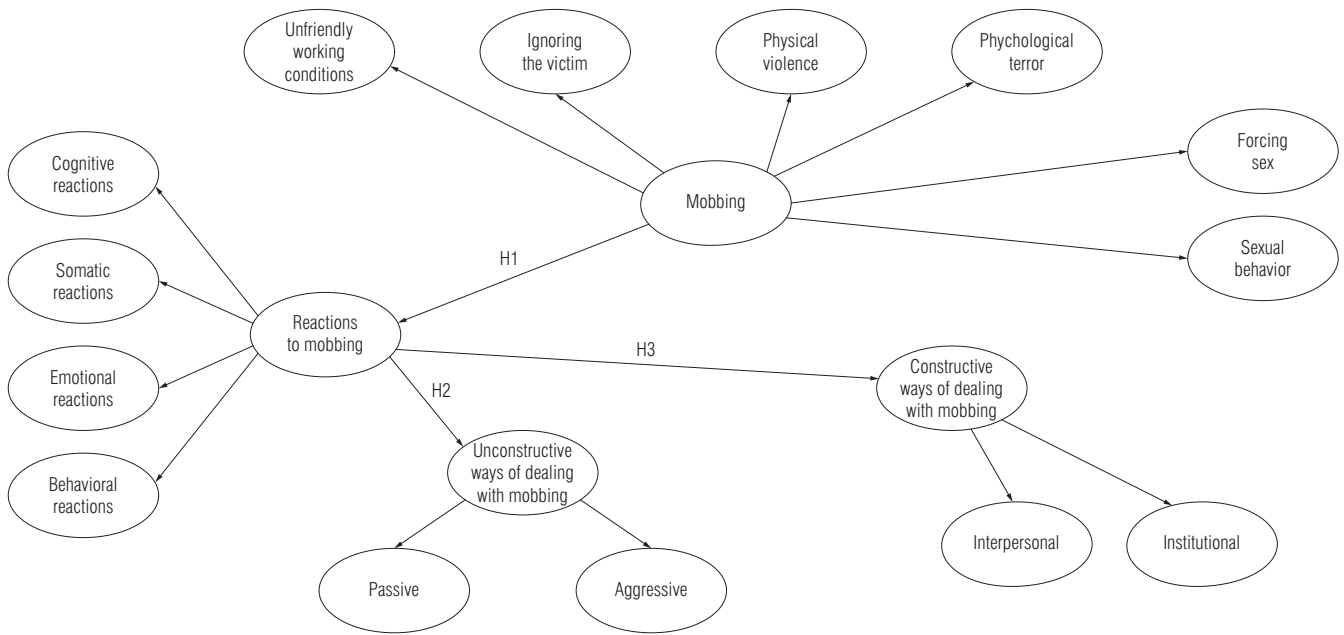 Unfriendly
working
conditions
Ignoring
the victim
Physical
violence
Phychological
terror
Forcing
sex
Cognitive
reactions
Mobbing
Sexual
behavior
H1
Somatic
reactions
Reactions
to mobbing
H3
Emotional
reactions
H2
Constructive
ways of dealing
with mobbing
Unconstructive
ways of dealing
with mobbing
Behavioral
reactions
Interpersonal
Institutional
Passive
Aggressive